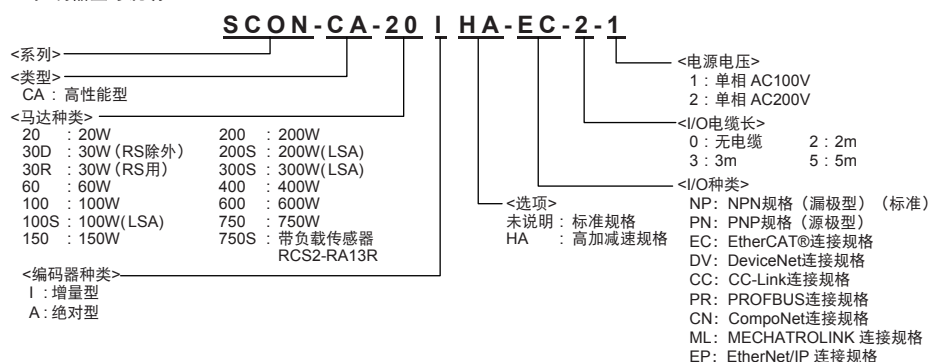 SCON-CA-20 I HA-EC-2-1
<系列>
<类型>
CA : 高性能型
<马达种类>
20 : 20W
30D : 30W (RS除外)
30R : 30W (RS用)
60 : 60W
100 : 100W
100S : 100W(LSA)
150 : 150W
200 : 200W
200S : 200W(LSA)
300S : 300W(LSA)
400 : 400W
600 : 600W
750 : 750W
750S : 带负载传感器
RCS2-RA13R
<编码器种类>
I : 增量型
A : 绝对型
<选项>
未说明 : 标准规格
HA : 高加减速规格
<电源电压>
1 : 单相 AC100V
2 : 单相 AC200V
<I/O电缆长>
0 : 无电缆 2 : 2m
3 : 3m 5 : 5m
<I/O种类>
NP: NPN规格（漏极型）（标准）
PN: PNP规格（源极型）
EC: EtherCAT®连接规格
DV: DeviceNet连接规格
CC: CC-Link连接规格
PR: PROFBUS连接规格
CN: CompoNet连接规格
ML: MECHATROLINK 连接规格
EP: EtherNet/IP 连接规格